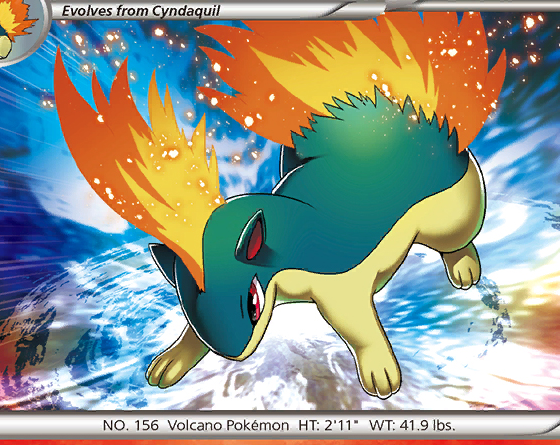 Evolves from Cyndaquil
NO. 156 Volcano Pokémon HT: 2'11" WT: 41.9 lbs.